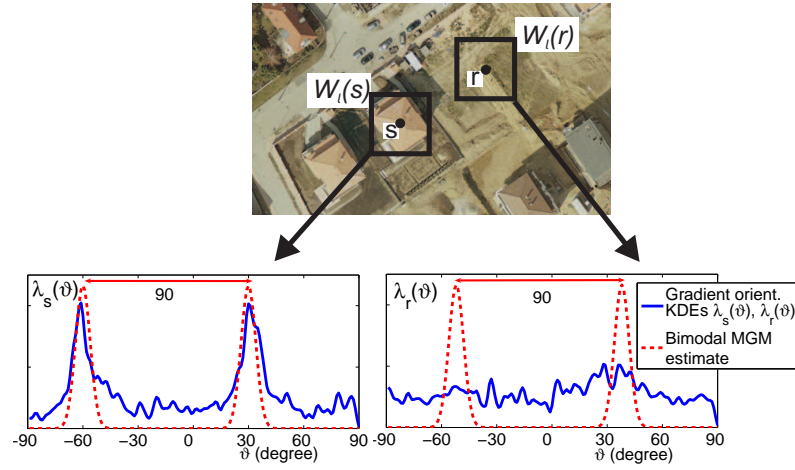 W_l(r)
r
W_l(s)
s
λ_s(ϑ)
90
-90 −60 −30 0 30 60 90
ϑ (degree)
λ_r(ϑ)
90
-90 −60 −30 0 30 60 90
ϑ (degree)
Gradient orient.
KDEs λ_s(ϑ), λ_r(ϑ)
Bimodal MGM
estimate